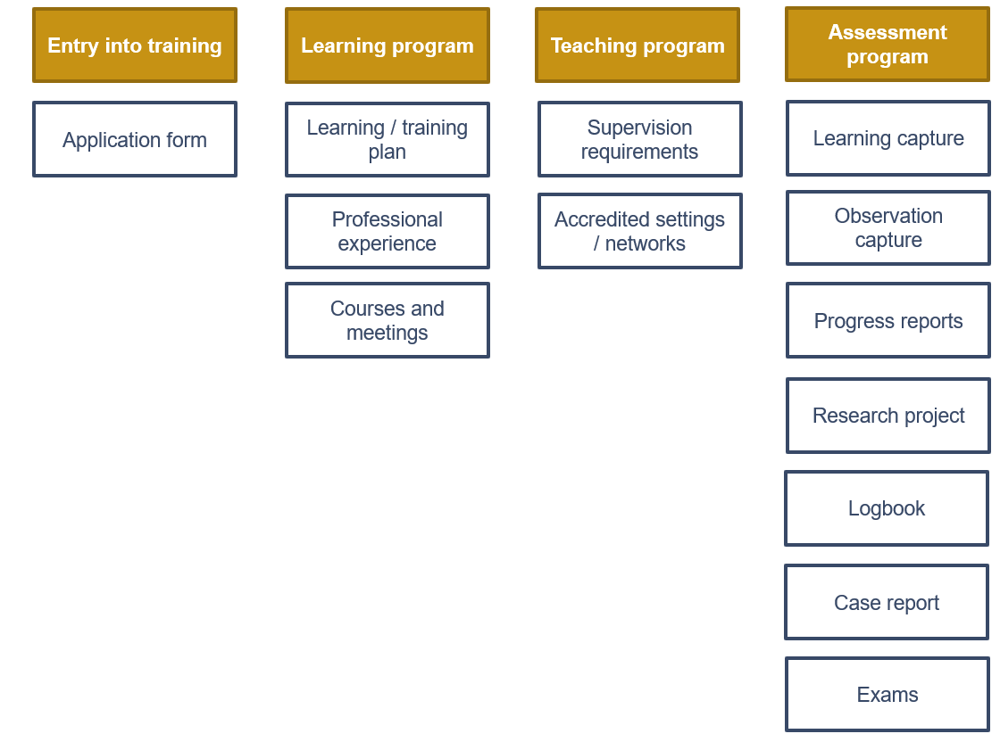 Entry into training
Application form
Learning program
Learning / training
plan
Professional
experience
Courses and
meetings
Teaching program
Supervision
requirements
Accredited settings
/ networks
Assessment
program
Learning capture
Observation
capture
Progress reports
Research project
Logbook
Case report
Exams